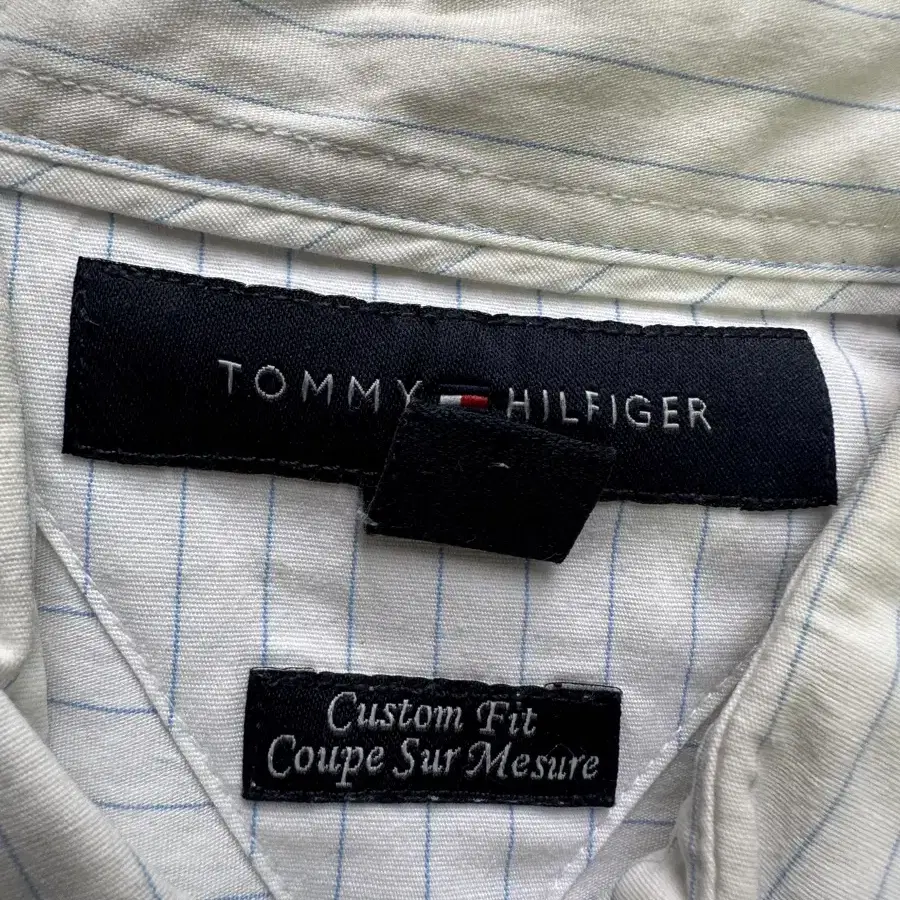 TOMMY HILFIGER
Custom Fit
Coupe Sur Mesure